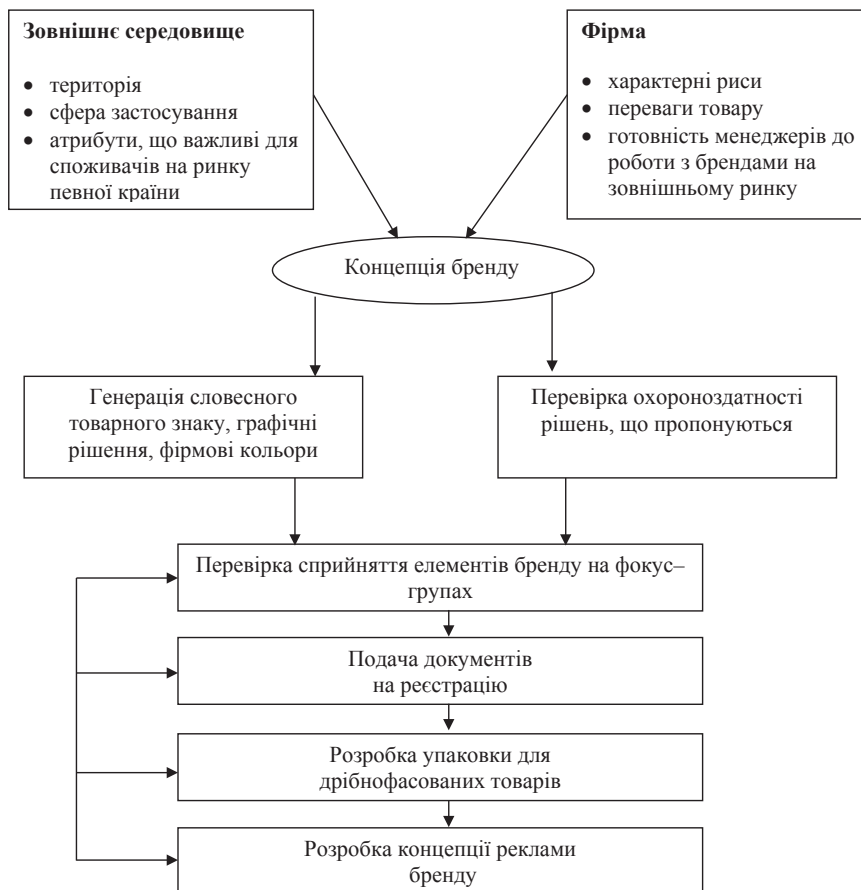 Зовнішнє середовище
• територія
• сфера застосування
• атрибути, що важливі для
споживачів на ринку
певної країни
Фірма
• характерні риси
• переваги товару
• готовність менеджерів до
роботи з брендами на
зовнішньому ринку
Концепція бренду
Генерація словесного
товарного знаку, графічні
рішення, фірмові кольори
Перевірка охороноздатності
рішень, що пропонуються
Перевірка сприйняття елементів бренду на фокус–
групах
Подача документів
на реєстрацію
Розробка упаковки для
дрібнофасованих товарів
Розробка концепції реклами
бренду